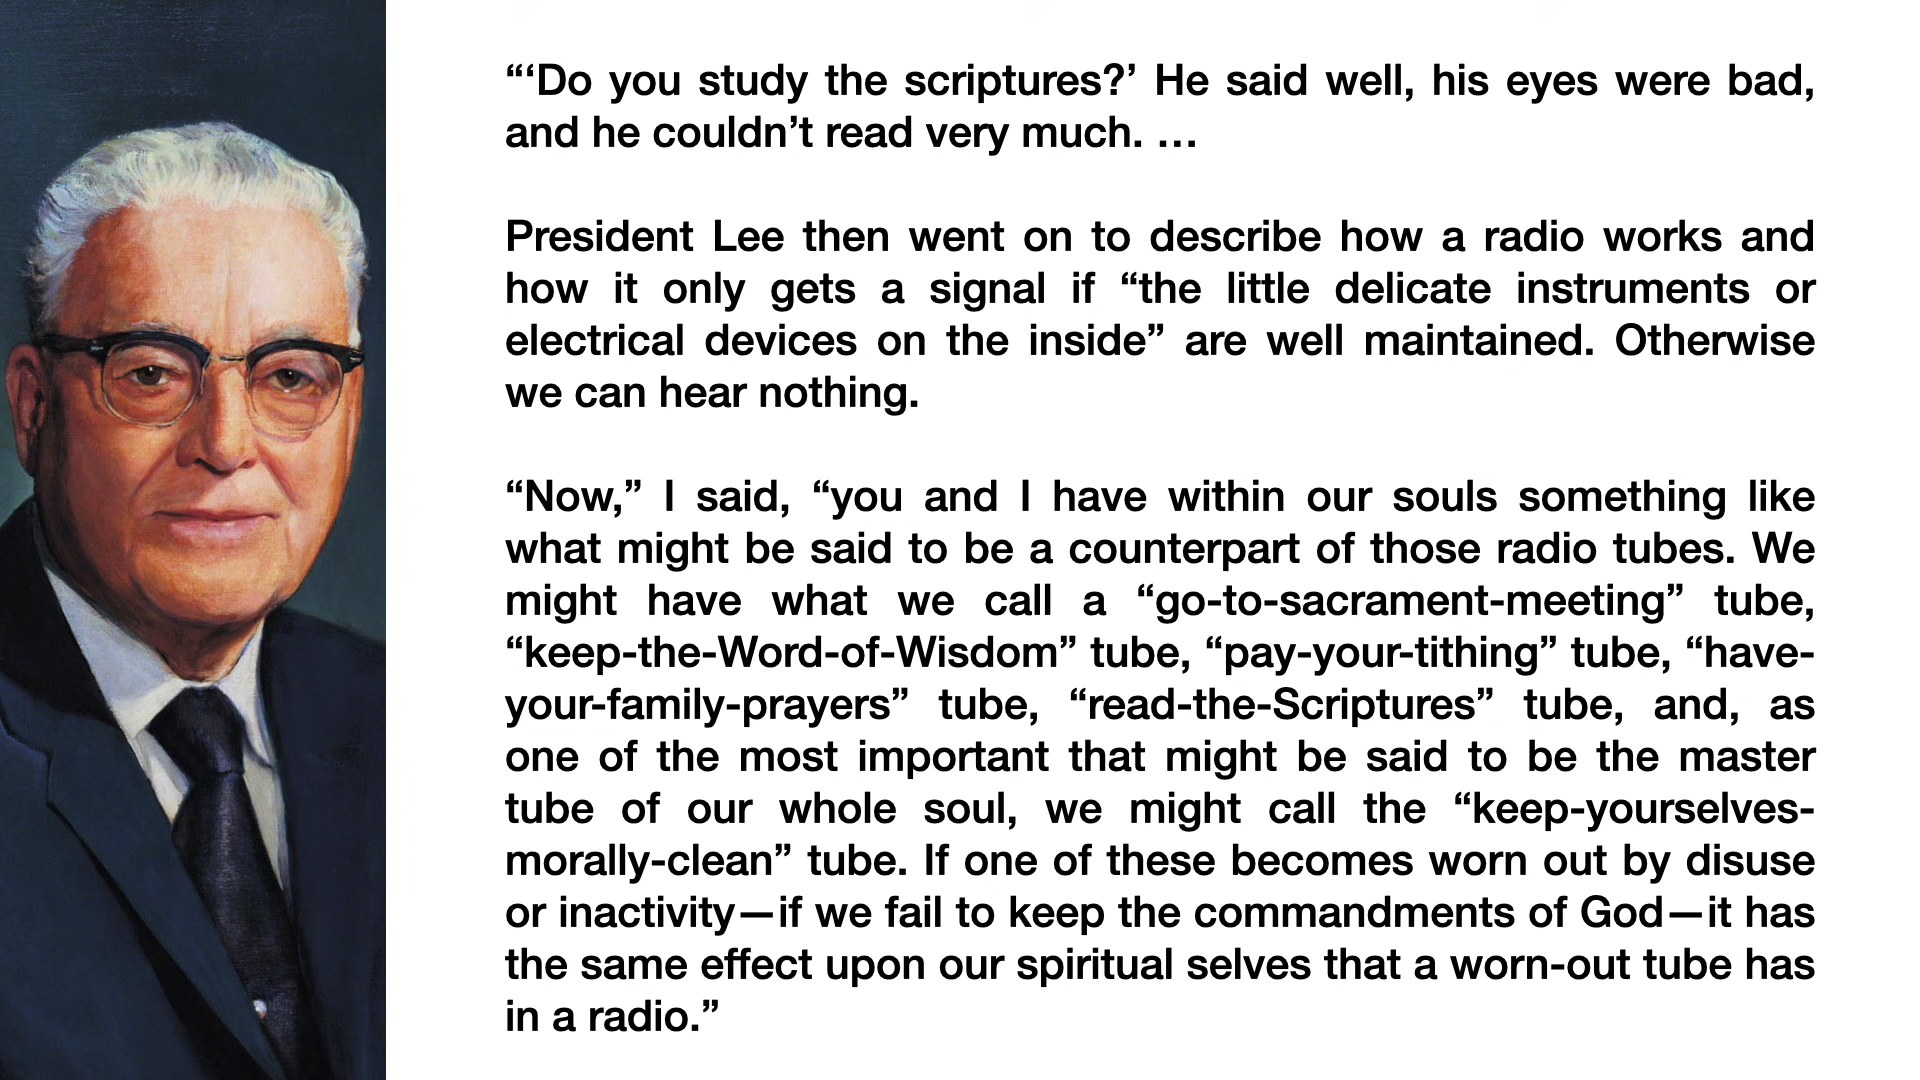 “‘Do you study the scriptures?’ He said well, his eyes were bad,
and he couldn’t read very much. …
President Lee then went on to describe how a radio works and
how it only gets a signal if “the little delicate instruments or
electrical devices on the inside” are well maintained. Otherwise
we can hear nothing.
“Now,” I said, “you and I have within our souls something like
what might be said to be a counterpart of those radio tubes. We
might have what we call a “go-to-sacrament-meeting” tube,
“keep-the-Word-of-Wisdom” tube, “pay-your-tithing” tube, “have-
your-family-prayers” tube, “read-the-Scriptures” tube, and, as
one of the most important that might be said to be the master
tube of our whole soul, we might call the “keep-yourselves-
morally-clean” tube. If one of these becomes worn out by disuse
or inactivity—if we fail to keep the commandments of God—it has
the same effect upon our spiritual selves that a worn-out tube has
in a radio.”